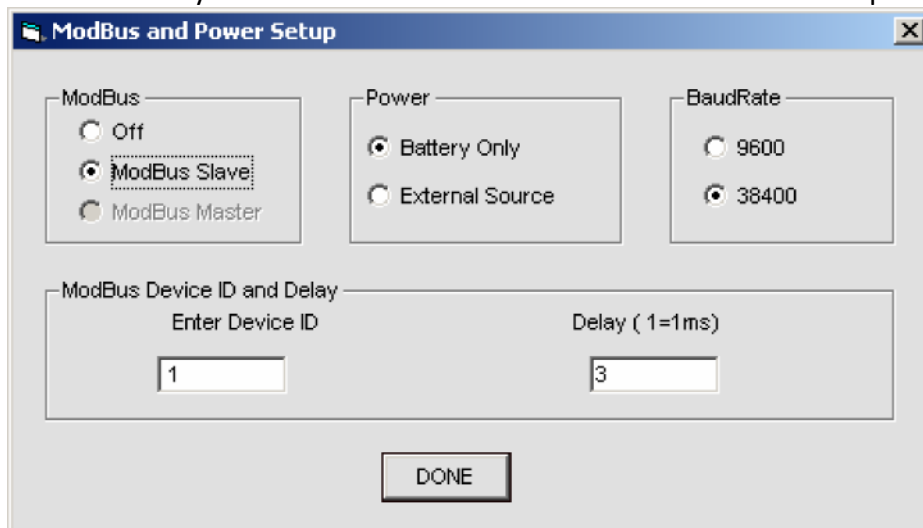 ModBus and Power Setup
ModBus
Off
ModBus Slave
ModBus Master
Power
Battery Only
External Source
BaudRate
9600
38400
ModBus Device ID and Delay
Enter Device ID
1
Delay ( 1=1ms)
3
DONE